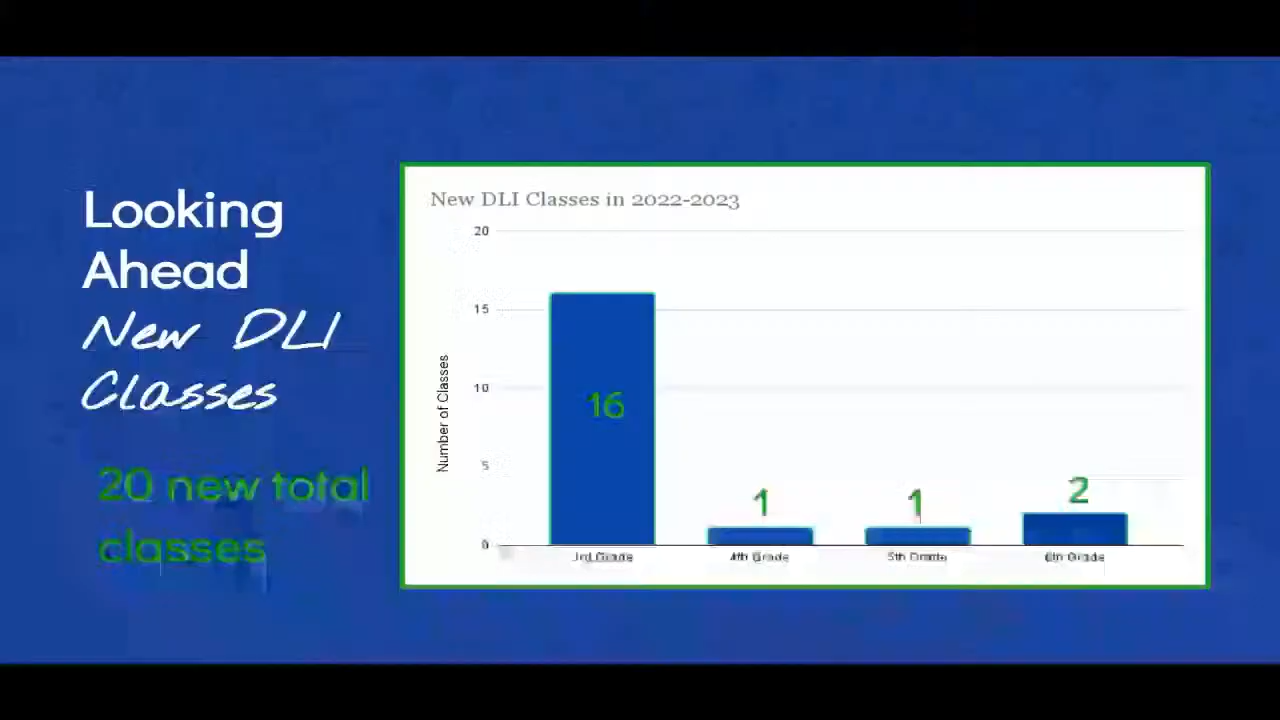 Looking
Ahead
New DLI
Classes
20 new total
classes
New DLI Classes in 2022-2023
Number of Classes
20
15
10
5
0
16
1
1
2
3rd Grade
4th Grade
5th Grade
6th Grade